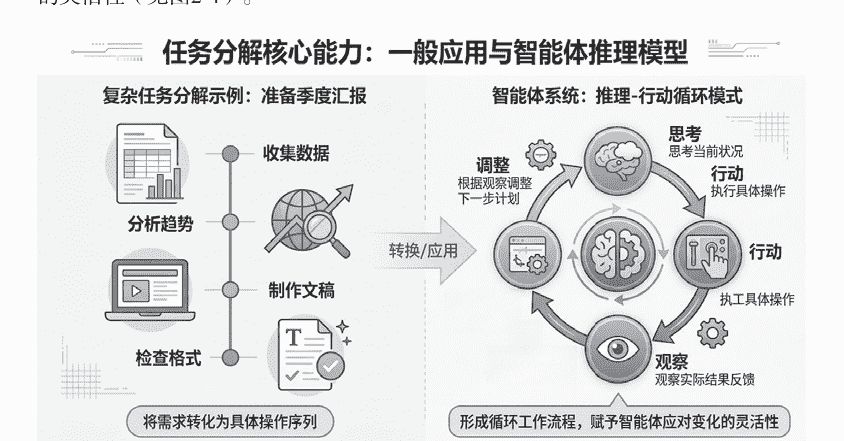 任务分解核心能力：一般应用与智能体推理模型
复杂任务分解示例：准备季度汇报
收集数据
分析趋势
制作文稿
T
检查格式
将需求转化为具体操作序列
转换/应用
智能体系统：推理-行动循环模式
思考
思考当前状况
行动
执行具体操作
调整
根据观察调整
下一步计划
行动
执工具体操作
观察
观察实际结果反馈
形成循环工作流程，赋予智能体应对变化的灵活性